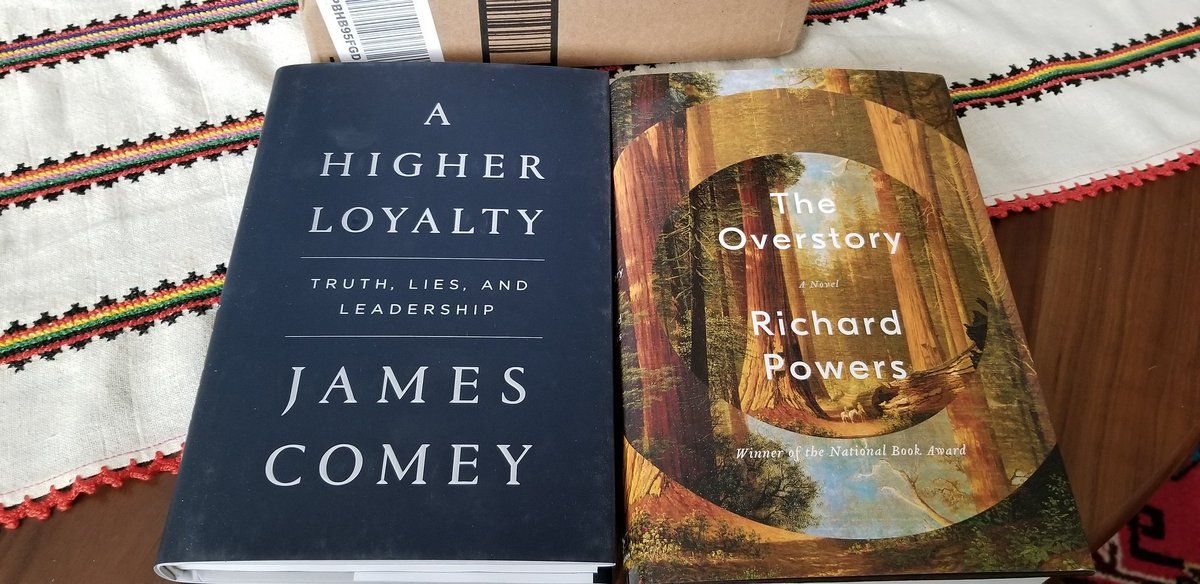 A
HIGHER
LOYALTY
TRUTH, LIES, AND
LEADERSHIP
JAMES
COMEY
The
Overstory
A Novel
Richard
Powers
Winner of the National Book Award